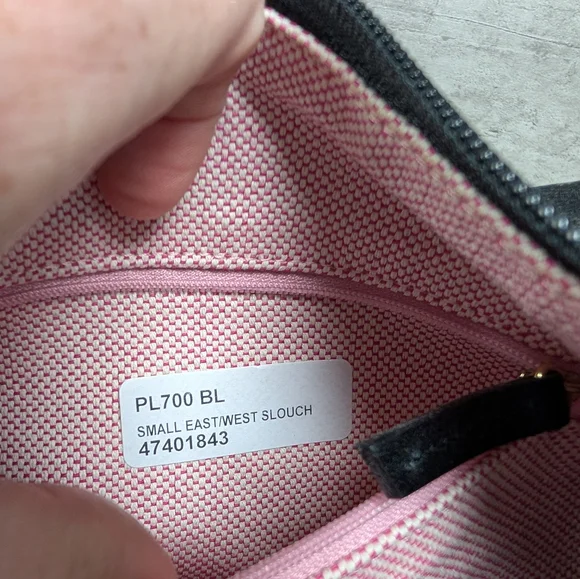 PL700 BL
SMALL EAST/WEST SLOUCH
47401843